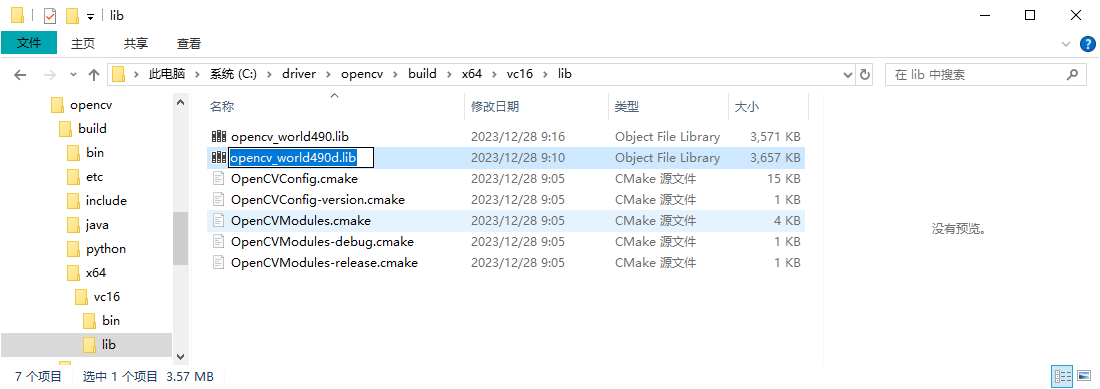 lib
文件 主页 共享 查看
此电脑 系统 (C:) driver opencv build x64 vc16 lib 在 lib 中搜索
opencv
build
bin
etc
include
java
python
x64
vc16
bin
lib
名称 修改日期 类型 大小
opencv_world490.lib 2023/12/28 9:16 Object File Library 3,571 KB
opencv_world490d.lib 2023/12/28 9:10 Object File Library 3,657 KB
OpenCVConfig.cmake 2023/12/28 9:05 CMake 源文件 15 KB
OpenCVConfig-version.cmake 2023/12/28 9:05 CMake 源文件 1 KB
OpenCVModules.cmake 2023/12/28 9:05 CMake 源文件 4 KB
OpenCVModules-debug.cmake 2023/12/28 9:05 CMake 源文件 1 KB
OpenCVModules-release.cmake 2023/12/28 9:05 CMake 源文件 1 KB
没有预览。
7 个项目 选中 1 个项目 3.57 MB